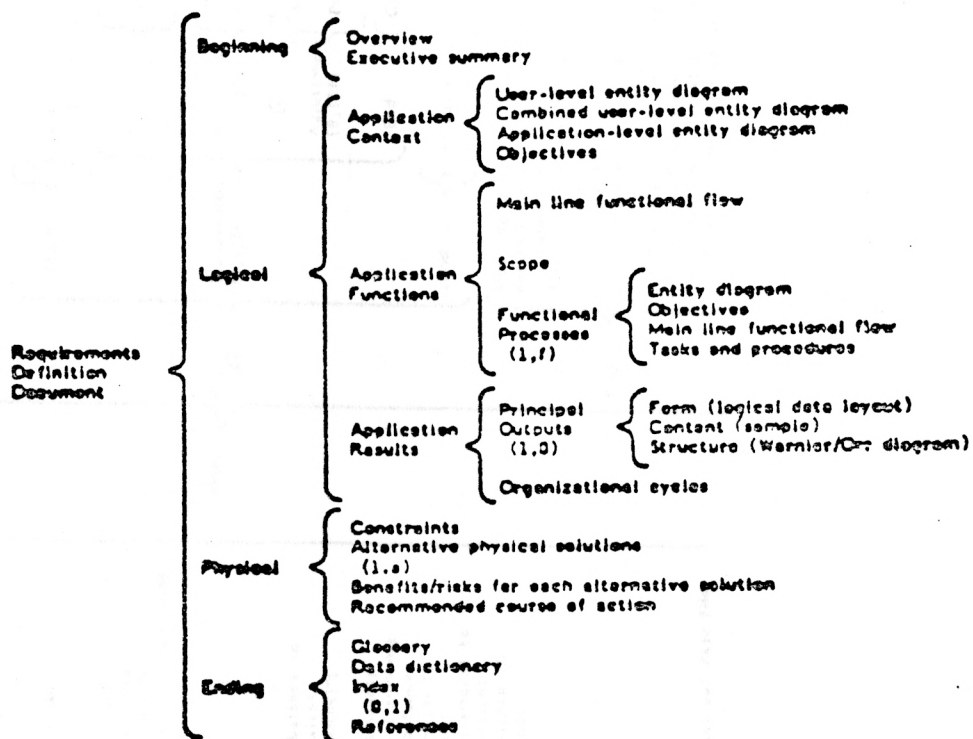 Beginning
Overview
Executive summary
Application
Context
User-level entity diagram
Combined user-level entity diagram
Application-level entity diagram
Objectives
Logical
Application
Functions
Main line functional flow
Scope
Functional
Processes
(1,f)
Entity diagram
Objectives
Main line functional flow
Tasks and procedures
Requirements
Definition
Document
Application
Results
Principal
Outputs
(1,O)
Form (logical data layout)
Content (sample)
Structure (Warnier/Orr diagram)
Organizational cycles
Physical
Constraints
Alternative physical solutions
(1,a)
Benefits/risks for each alternative solution
Recommended course of action
Ending
Glossary
Data dictionary
Index
(0,1)
References